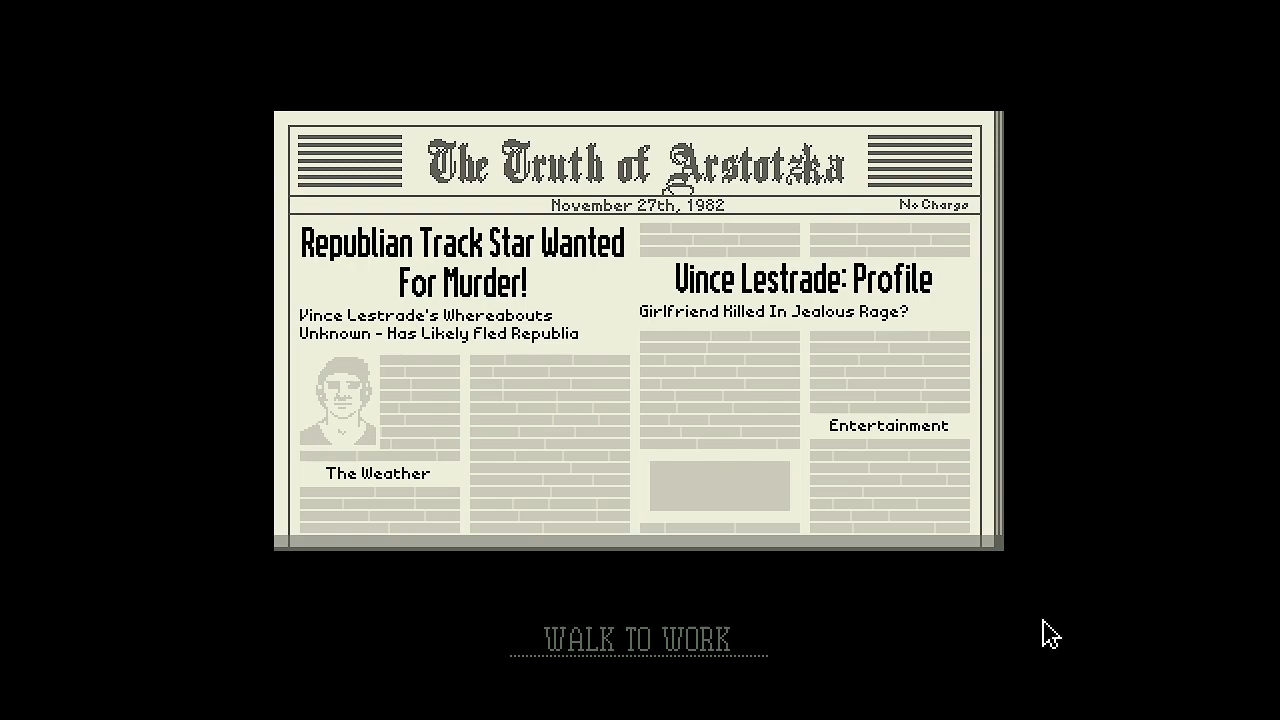 The Truth of Arstotzka
November 27th, 1982
No Charge
Republian Track Star Wanted
For Murder!
Vince Lestrade's Whereabouts
Unknown - Has Likely Fled Republia
The Weather
Vince Lestrade: Profile
Girlfriend Killed In Jealous Rage?
Entertainment
WALK TO WORK